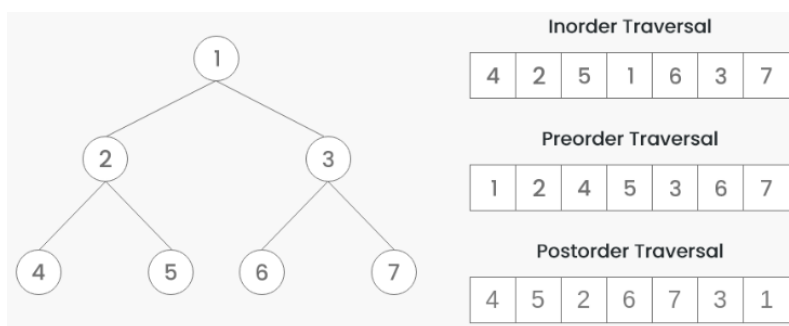 1
2 3
4 5 6 7
Inorder Traversal
4 2 5 1 6 3 7
Preorder Traversal
1 2 4 5 3 6 7
Postorder Traversal
4 5 2 6 7 3 1